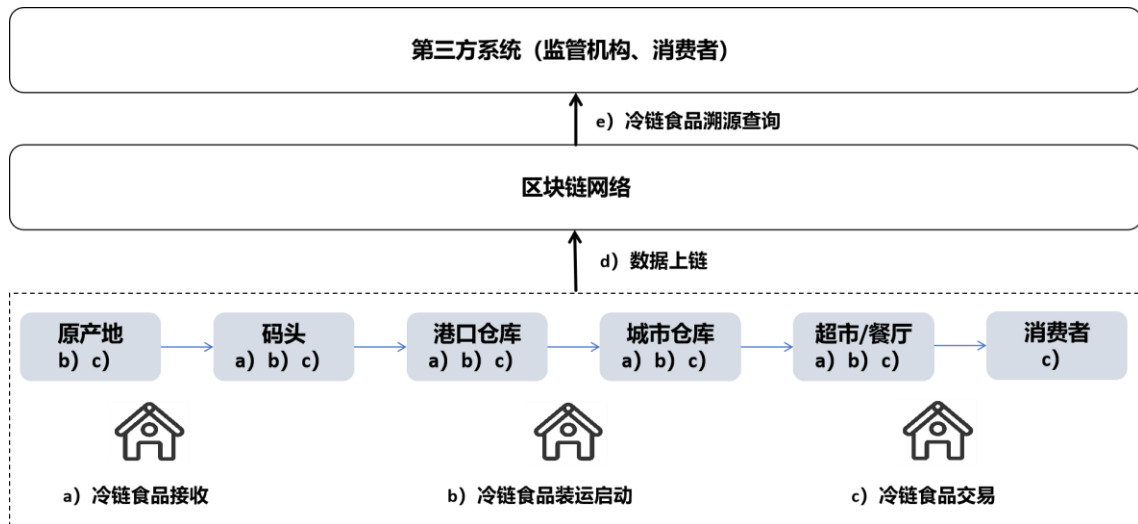 第三方系统（监管机构、消费者）
e）冷链食品溯源查询
区块链网络
d）数据上链
原产地
b）c）
码头
a）b）c）
港口仓库
a）b）c）
城市仓库
a）b）c）
超市/餐厅
a）b）c）
消费者
c）
a）冷链食品接收
b）冷链食品装运启动
c）冷链食品交易